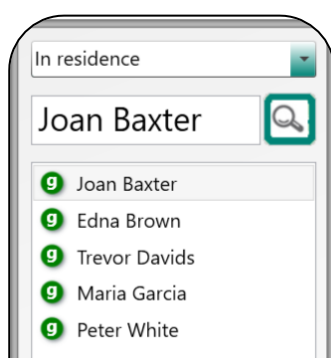 In residence
Joan Baxter
g Joan Baxter
g Edna Brown
g Trevor Davids
g Maria Garcia
g Peter White